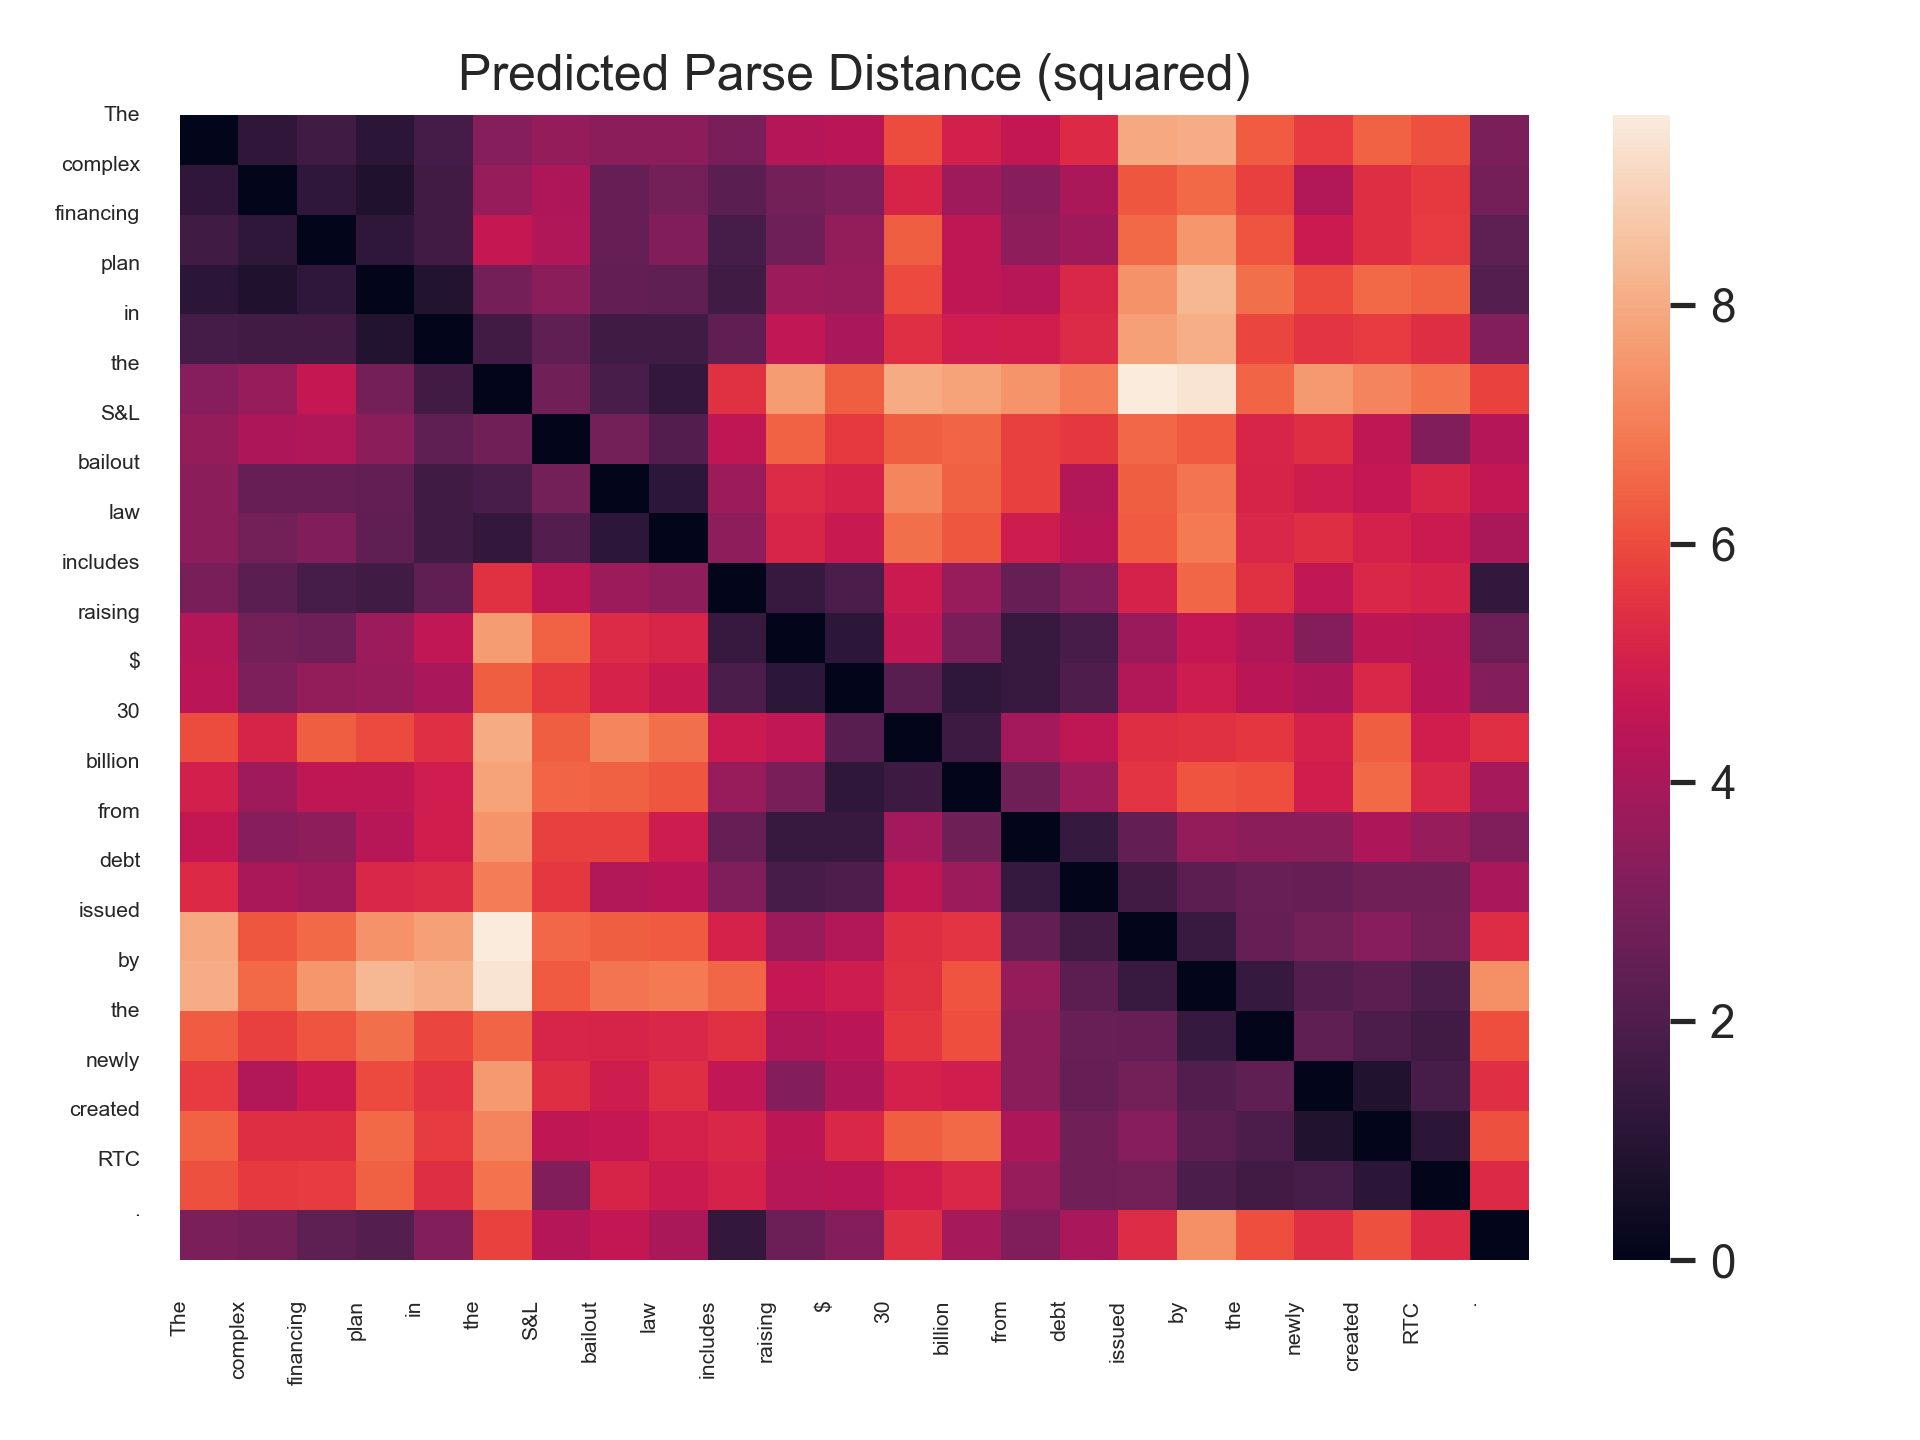 Predicted Parse Distance (squared)
The
complex
financing
plan
in
the
S&L
bailout
law
includes
raising
$
30
billion
from
debt
issued
by
the
newly
created
RTC
.
The
complex
financing
plan
in
the
S&L
bailout
law
includes
raising
$
30
billion
from
debt
issued
by
the
newly
created
RTC
.
8
6
4
2
0